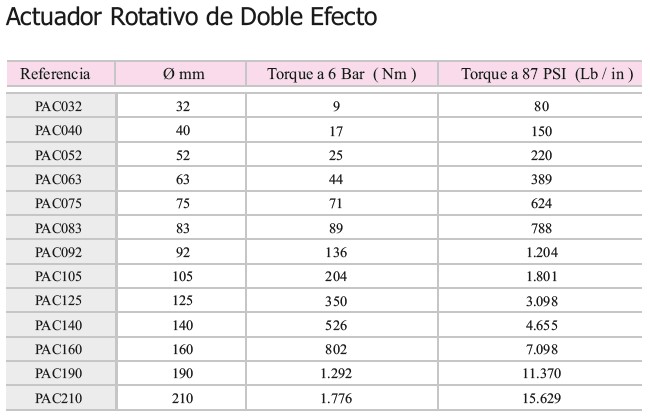 Actuador Rotativo de Doble Efecto
Referencia Ø mm Torque a 6 Bar ( Nm ) Torque a 87 PSI (Lb / in )
PAC032 32 9 80
PAC040 40 17 150
PAC052 52 25 220
PAC063 63 44 389
PAC075 75 71 624
PAC083 83 89 788
PAC092 92 136 1.204
PAC105 105 204 1.801
PAC125 125 350 3.098
PAC140 140 526 4.655
PAC160 160 802 7.098
PAC190 190 1.292 11.370
PAC210 210 1.776 15.629